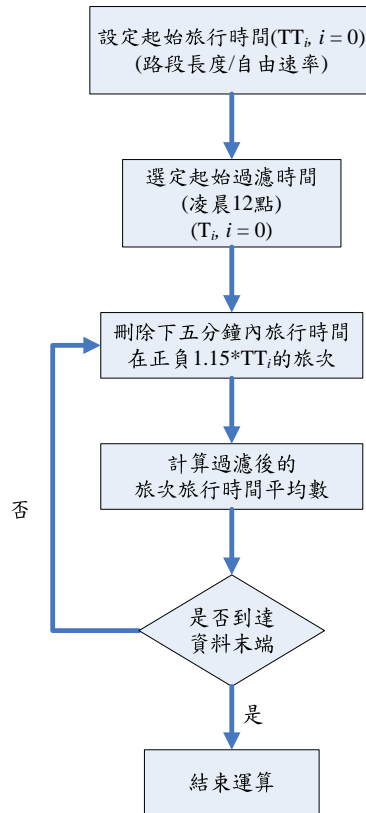 設定起始旅行時間(TTi, i = 0)
(路段長度/自由速率)
選定起始過濾時間
(凌晨12點)
(Ti, i = 0)
刪除下五分鐘內旅行時間
在正負1.15*TTi的旅次
計算過濾後的
旅次旅行時間平均數
否
是否到達
資料末端
是
結束運算